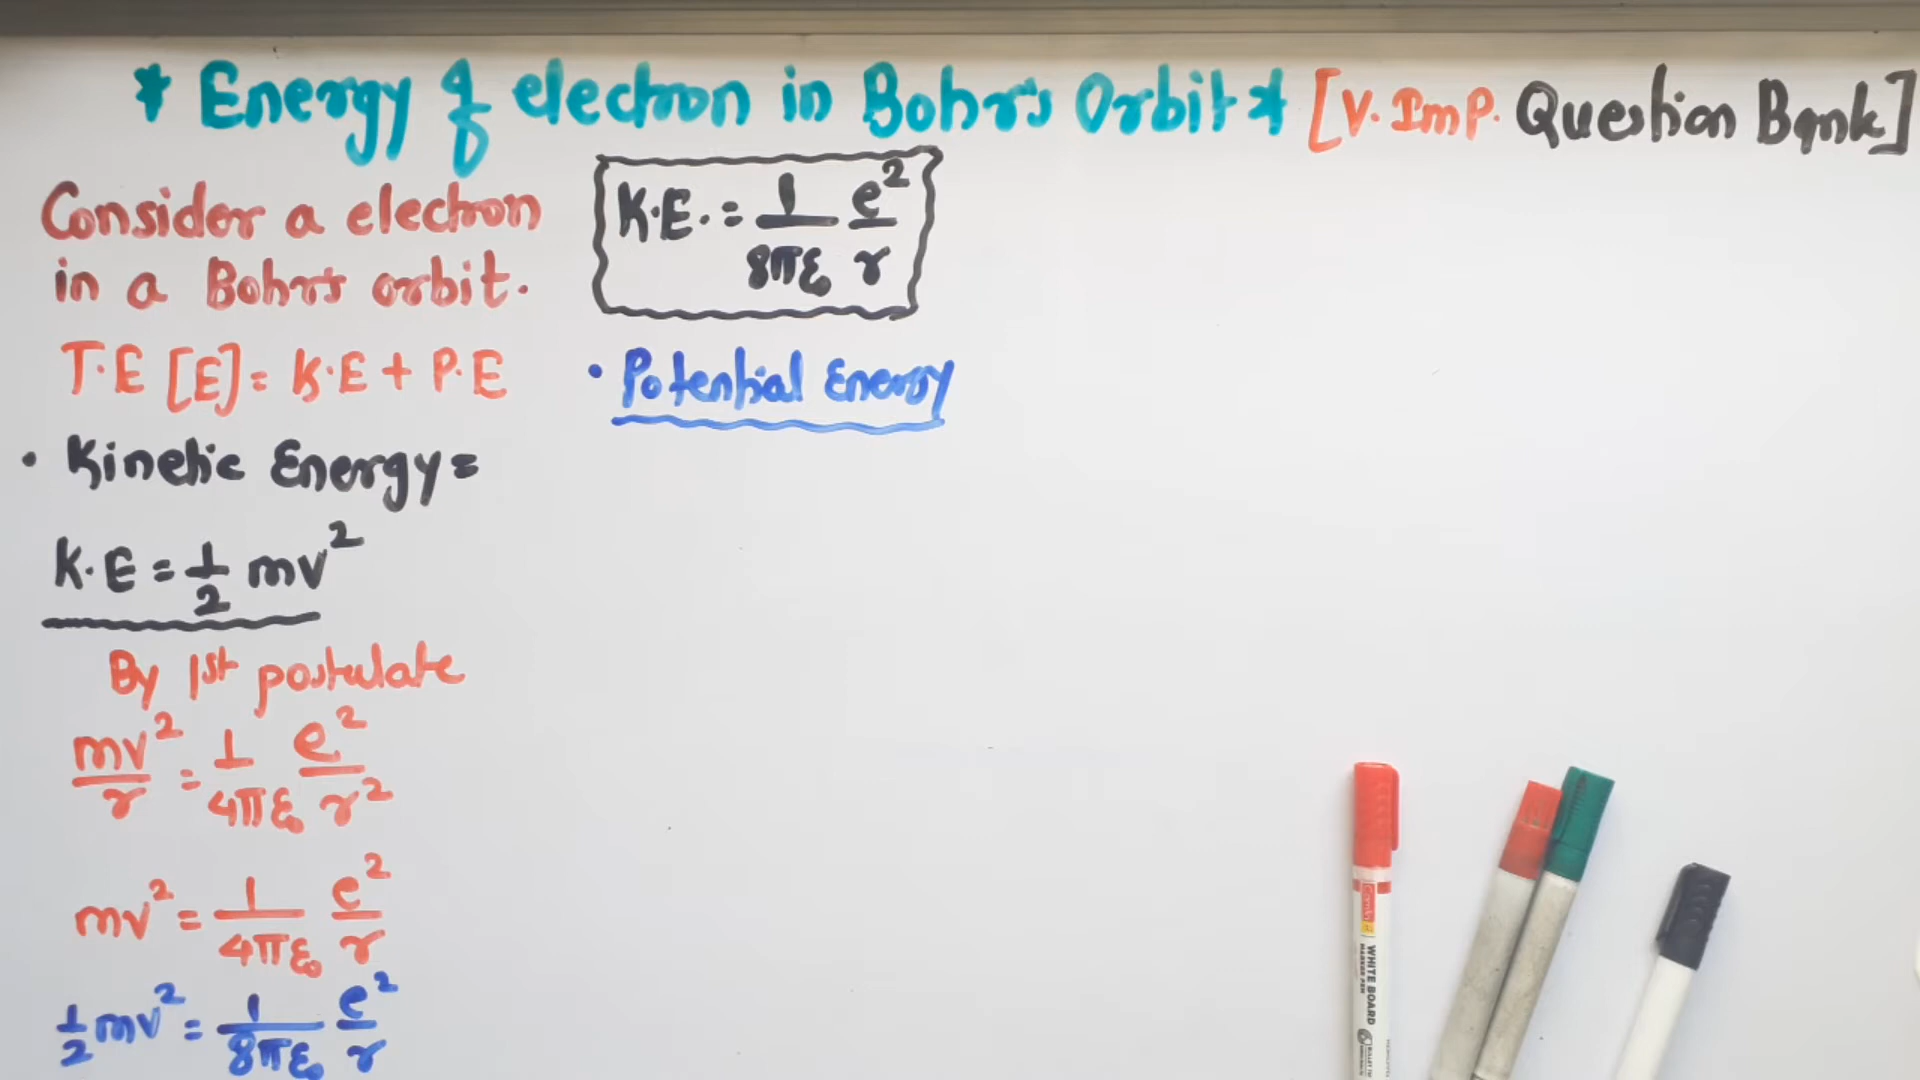 * Energy of electron in Bohr's Orbit * [V. Imp. Question Bank]
Consider a electron
in a Bohr's orbit.
T.E [E] = K.E + P.E
• Kinetic Energy =
K.E = 1/2 mv²
By 1st postulate
mv²/r = 1/4πε₀ e²/r²
mv² = 1/4πε₀ e²/r
1/2 mv² = 1/8πε₀ e²/r
K.E. = 1/8πε₀ e²/r
• Potential Energy
WHITE BOARD
MARKER PEN